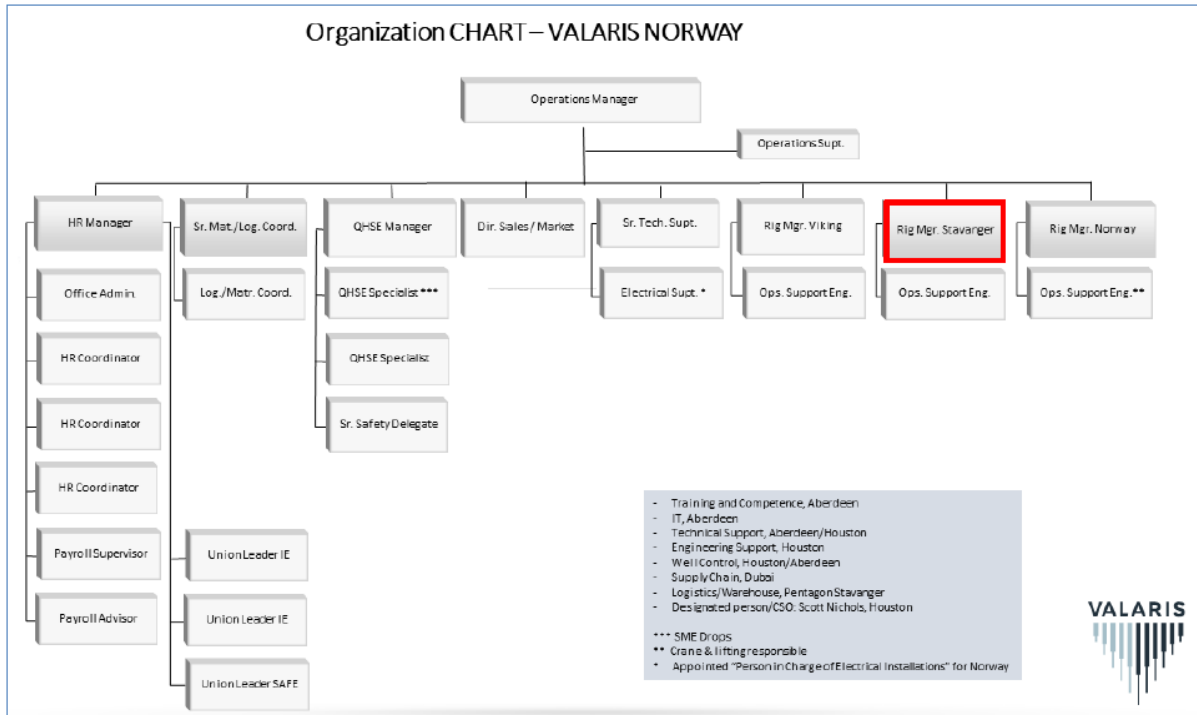 Organization CHART – VALARIS NORWAY
Operations Manager
Operations Supt.
HR Manager
Sr. Mat./Log. Coord.
QHSE Manager
Dir. Sales / Market
Sr. Tech. Supt.
Rig Mgr. Viking
Rig Mgr. Stavanger
Rig Mgr. Norway
Office Admin.
Log./Matr. Coord.
QHSE Specialist ***
Electrical Supt. *
Ops. Support Eng.
Ops. Support Eng.
Ops. Support Eng.**
HR Coordinator
QHSE Specialist
HR Coordinator
Sr. Safety Delegate
HR Coordinator
Payroll Supervisor
Union Leader IE
Payroll Advisor
Union Leader IE
Union Leader SAFE
- Training and Competence, Aberdeen
- IT, Aberdeen
- Technical Support, Aberdeen/Houston
- Engineering Support, Houston
- Well Control, Houston/Aberdeen
- Supply Chain, Dubai
- Logistics/Warehouse, Pentagon Stavanger
- Designated person/CSO: Scott Nichols, Houston
*** SME Drops
** Crane & lifting responsible
* Appointed "Person in Charge of Electrical Installations" for Norway
VALARIS